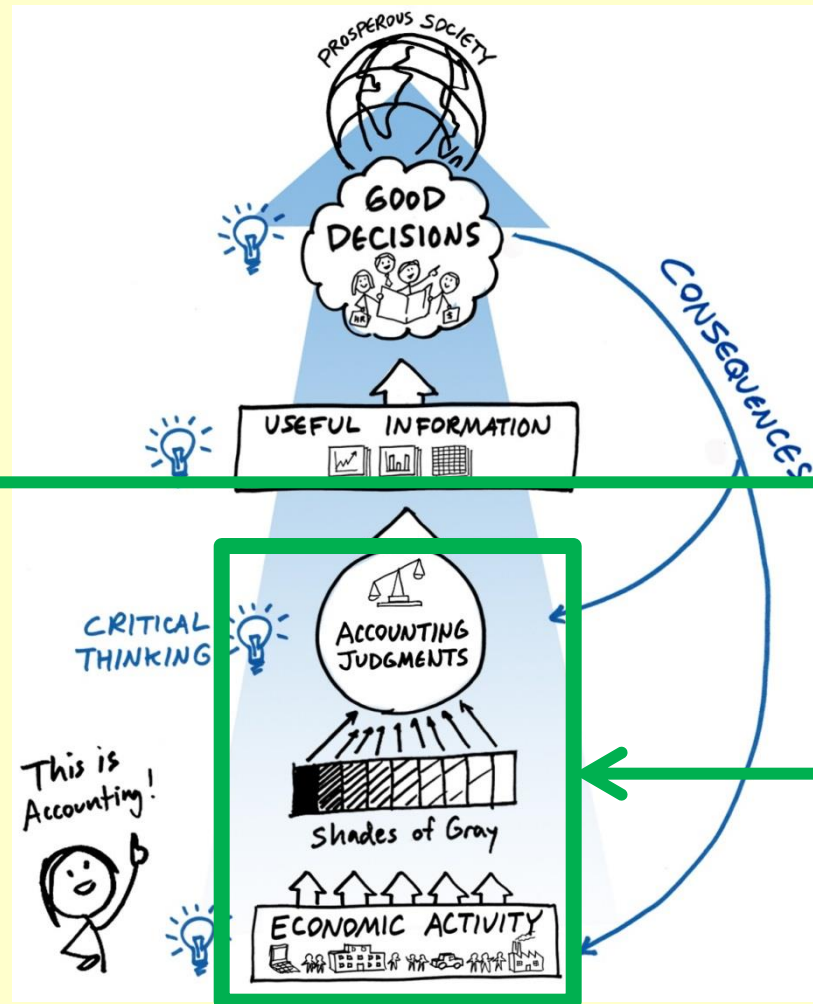 PROSPEROUS SOCIETY
GOOD
DECISIONS
HR
$
CONSEQUENCES
USEFUL INFORMATION
CRITICAL
THINKING
ACCOUNTING
JUDGMENTS
This is
Accounting!
Shades of Gray
ECONOMIC ACTIVITY